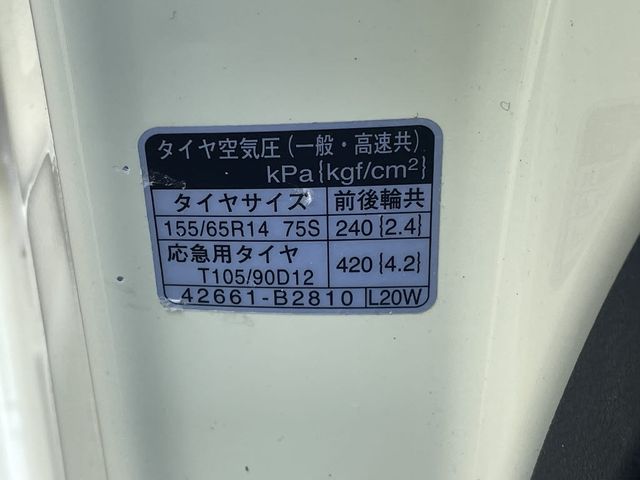 タイヤ空気圧(一般・高速共)
kPa{kgf/cm²}
タイヤサイズ 前後輪共
155/65R14 75S 240{2.4}
応急用タイヤ
T105/90D12 420{4.2}
42661-B2810 L20W